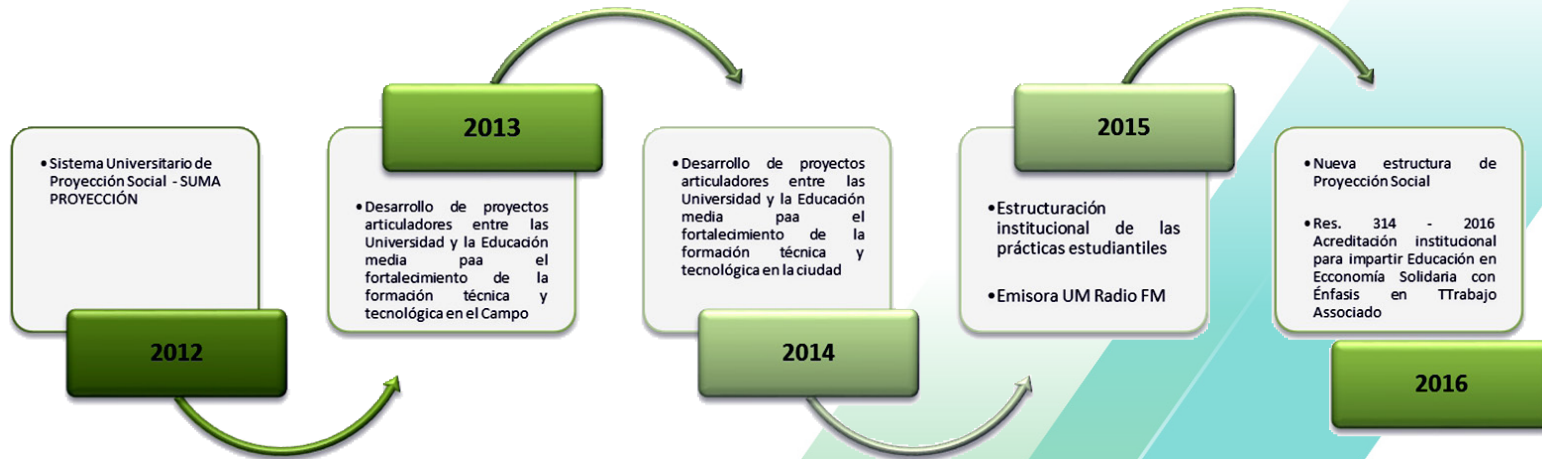 • Sistema Universitario de
Proyección Social - SUMA
PROYECCIÓN
2012
2013
• Desarrollo de proyectos
articuladores entre las
Universidad y la Educación
media paa el
fortalecimiento de la
formación técnica y
tecnológica en el Campo
• Desarrollo de proyectos
articuladores entre las
Universidad y la Educación
media paa el
fortalecimiento de la
formación técnica y
tecnológica en la ciudad
2014
2015
• Estructuración
institucional de las
prácticas estudiantiles
• Emisora UM Radio FM
• Nueva estructura de
Proyección Social
• Res. 314 - 2016
Acreditación institucional
para impartir Educación en
Ecconomía Solidaria con
Énfasis en TTrabajo
Associado
2016